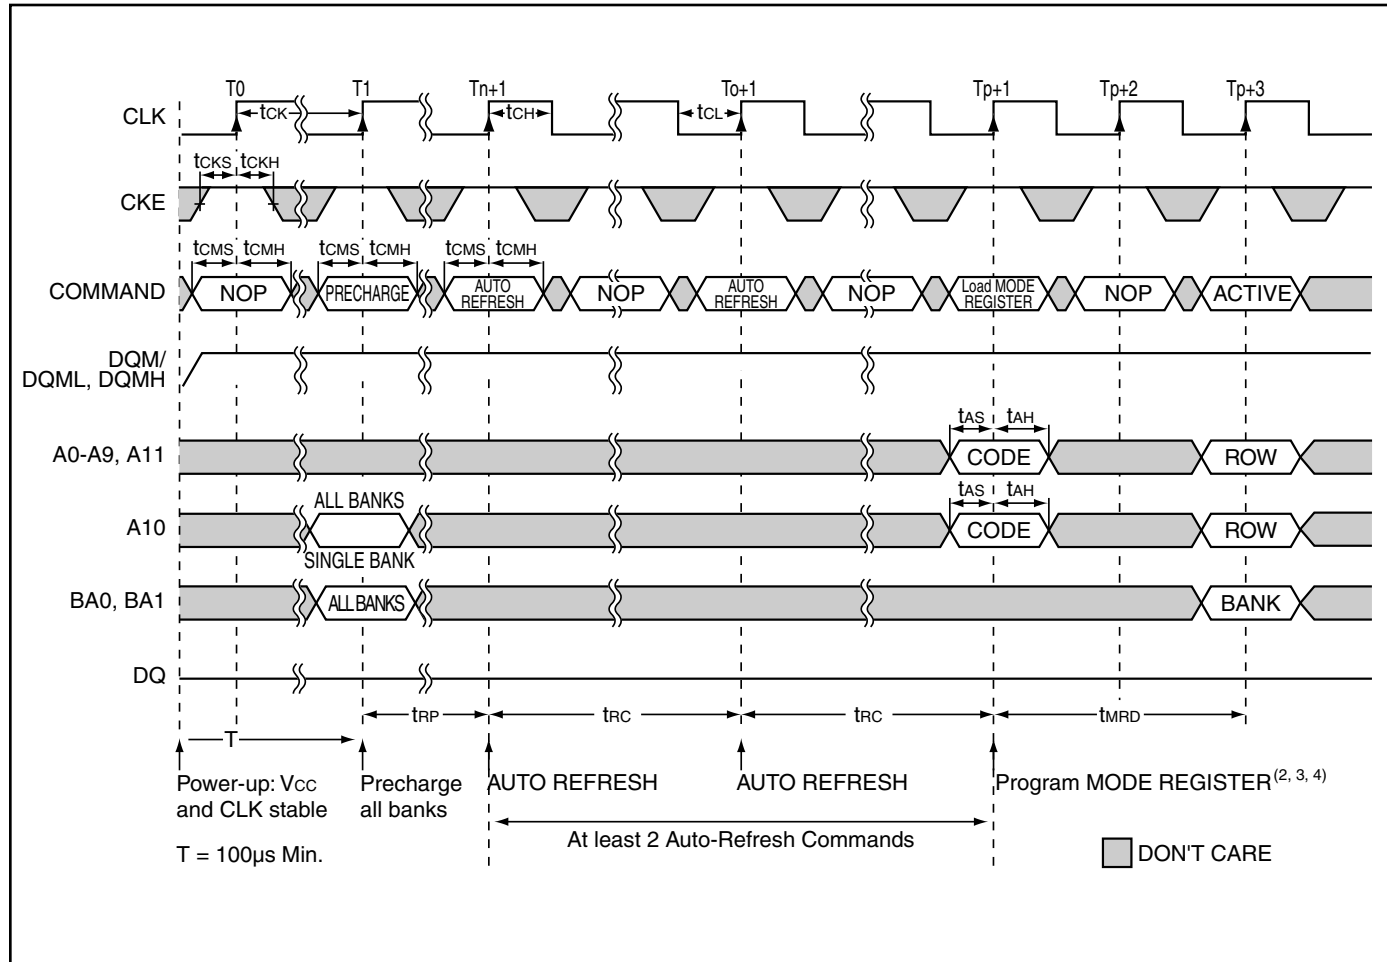 T0 T1 Tn+1 To+1 Tp+1 Tp+2 Tp+3
CLK tCK tCH tCL
tCKS tCKH
CKE
tCMS tCMH tCMS tCMH tCMS tCMH
COMMAND NOP PRECHARGE AUTO REFRESH NOP AUTO REFRESH NOP Load MODE REGISTER NOP ACTIVE
DQM/
DQML, DQMH
tAS tAH
A0-A9, A11 CODE ROW
ALL BANKS tAS tAH
A10 CODE ROW
SINGLE BANK
BA0, BA1 ALL BANKS BANK
DQ
tRP tRC tRC tMRD
T
Power-up: VCC Precharge AUTO REFRESH AUTO REFRESH Program MODE REGISTER(2, 3, 4)
and CLK stable all banks
At least 2 Auto-Refresh Commands
T = 100µs Min. DON'T CARE